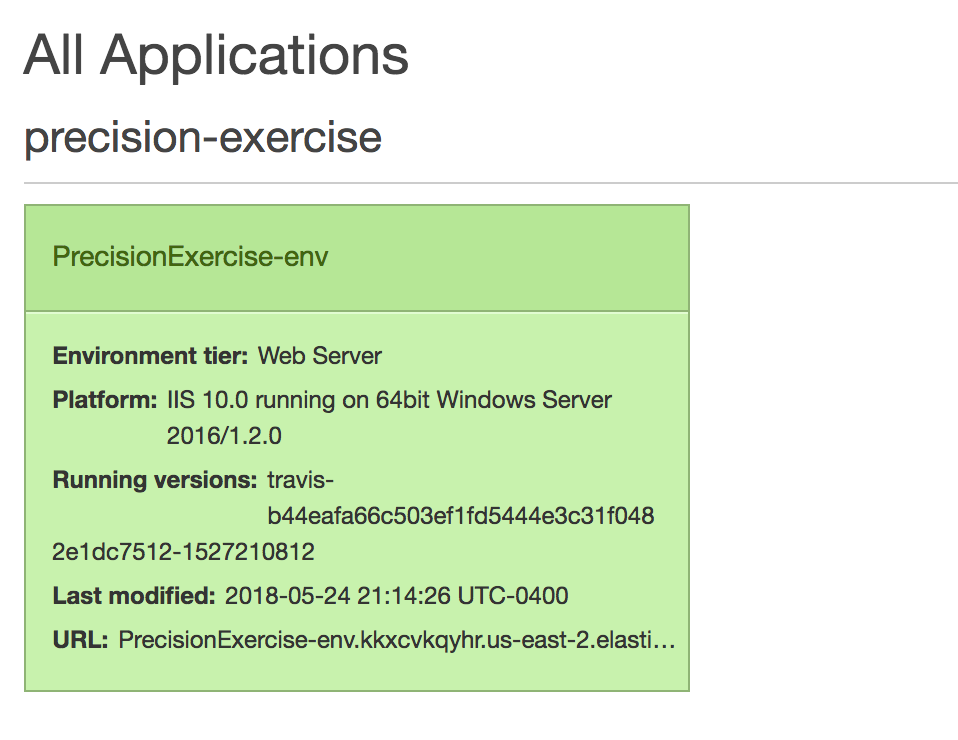 All Applications
precision-exercise
PrecisionExercise-env
Environment tier: Web Server
Platform: IIS 10.0 running on 64bit Windows Server
2016/1.2.0
Running versions: travis-
b44eafa66c503ef1fd5444e3c31f048
2e1dc7512-1527210812
Last modified: 2018-05-24 21:14:26 UTC-0400
URL: PrecisionExercise-env.kkxcvkqyhr.us-east-2.elasti…